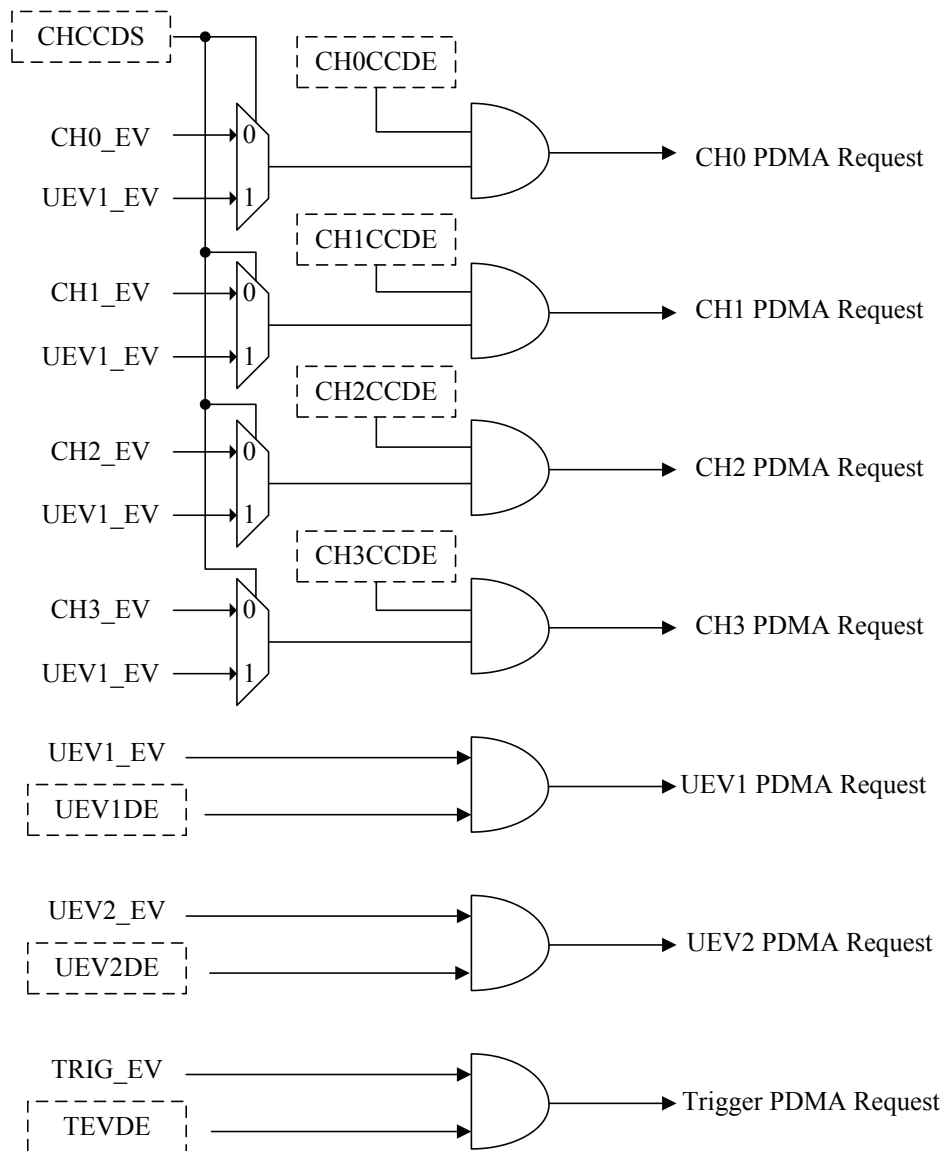 CHCCDS
CH0CCDE
CH0_EV
0
CH0 PDMA Request
UEV1_EV
1
CH1CCDE
CH1_EV
0
CH1 PDMA Request
UEV1_EV
1
CH2CCDE
CH2_EV
0
CH2 PDMA Request
UEV1_EV
1
CH3CCDE
CH3_EV
0
CH3 PDMA Request
UEV1_EV
1
UEV1_EV
UEV1 PDMA Request
UEV1DE
UEV2_EV
UEV2 PDMA Request
UEV2DE
TRIG_EV
Trigger PDMA Request
TEVDE